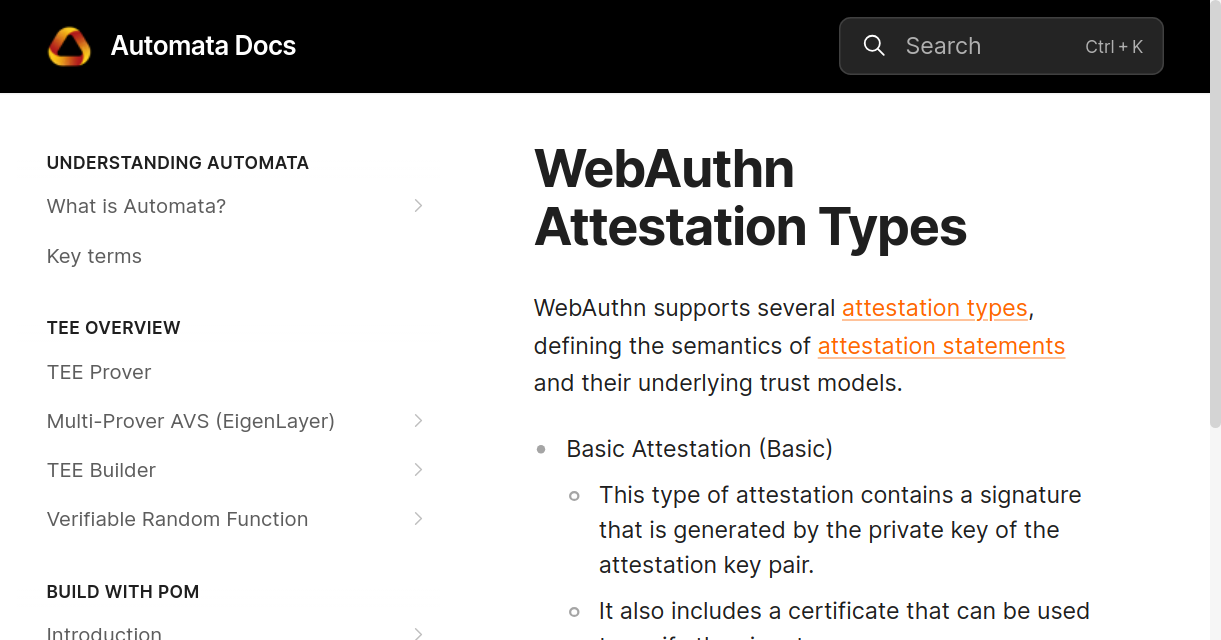 Automata Docs
Search
Ctrl + K
UNDERSTANDING AUTOMATA
What is Automata?
Key terms
TEE OVERVIEW
TEE Prover
Multi-Prover AVS (EigenLayer)
TEE Builder
Verifiable Random Function
BUILD WITH POM
Introduction
WebAuthn
Attestation Types
WebAuthn supports several attestation types,
defining the semantics of attestation statements
and their underlying trust models.
Basic Attestation (Basic)
This type of attestation contains a signature
that is generated by the private key of the
attestation key pair.
It also includes a certificate that can be used